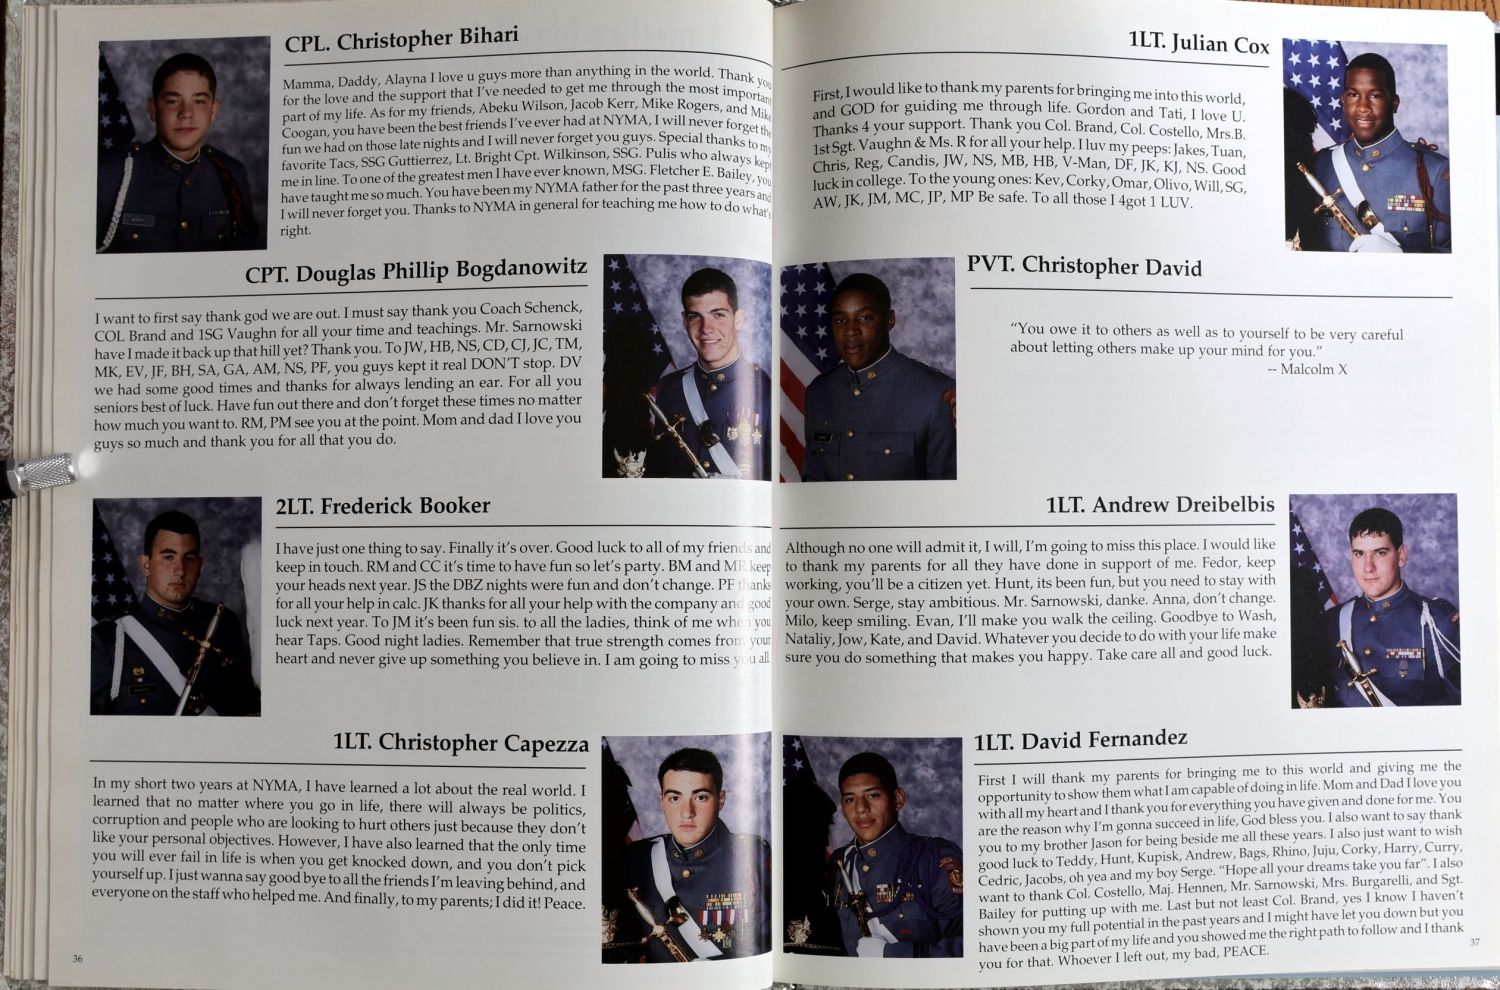 CPL. Christopher Bihari
Mamma, Daddy, Alayna I love u guys more than anything in the world. Thank you
for the love and the support that I've needed to get me through the most important
part of my life. As for my friends, Abeku Wilson, Jacob Kerr, Mike Rogers, and Mike
Coogan, you have been the best friends I've ever had at NYMA, I will never forget the
fun we had on those late nights and I will never forget you guys. Special thanks to my
favorite Tacs, SSG Guttierrez, Lt. Bright Cpt. Wilkinson, SSG. Pulis who always kept
me in line. To one of the greatest men I have ever known, MSG. Fletcher E. Bailey, you
have taught me so much. You have been my NYMA father for the past three years and
I will never forget you. Thanks to NYMA in general for teaching me how to do what's
right.
CPT. Douglas Phillip Bogdanowitz
I want to first say thank god we are out. I must say thank you Coach Schenck,
COL Brand and 1SG Vaughn for all your time and teachings. Mr. Sarnowski
have I made it back up that hill yet? Thank you. To JW, HB, NS, CD, CJ, JC, TM,
MK, EV, JF, BH, SA, GA, AM, NS, PF, you guys kept it real DON'T stop. DV
we had some good times and thanks for always lending an ear. For all you
seniors best of luck. Have fun out there and don't forget these times no matter
how much you want to. RM, PM see you at the point. Mom and dad I love you
guys so much and thank you for all that you do.
2LT. Frederick Booker
I have just one thing to say. Finally it's over. Good luck to all of my friends and
keep in touch. RM and CC it's time to have fun so let's party. BM and MR keep
your heads next year. JS the DBZ nights were fun and don't change. PF thanks
for all your help in calc. JK thanks for all your help with the company and good
luck next year. To JM it's been fun sis. to all the ladies, think of me when you
hear Taps. Good night ladies. Remember that true strength comes from your
heart and never give up something you believe in. I am going to miss you all.
1LT. Christopher Capezza
In my short two years at NYMA, I have learned a lot about the real world. I
learned that no matter where you go in life, there will always be politics,
corruption and people who are looking to hurt others just because they don't
like your personal objectives. However, I have also learned that the only time
you will ever fail in life is when you get knocked down, and you don't pick
yourself up. I just wanna say good bye to all the friends I'm leaving behind, and
everyone on the staff who helped me. And finally, to my parents; I did it! Peace.
36
1LT. Julian Cox
First, I would like to thank my parents for bringing me into this world,
and GOD for guiding me through life. Gordon and Tati, I love U.
Thanks 4 your support. Thank you Col. Brand, Col. Costello, Mrs.B.
1st Sgt. Vaughn & Ms. R for all your help. I luv my peeps: Jakes, Tuan,
Chris, Reg, Candis, JW, NS, MB, HB, V-Man, DF, JK, KJ, NS. Good
luck in college. To the young ones: Kev, Corky, Omar, Olivo, Will, SG,
AW, JK, JM, MC, JP, MP Be safe. To all those I 4got 1 LUV.
PVT. Christopher David
"You owe it to others as well as to yourself to be very careful
about letting others make up your mind for you."
-- Malcolm X
1LT. Andrew Dreibelbis
Although no one will admit it, I will, I'm going to miss this place. I would like
to thank my parents for all they have done in support of me. Fedor, keep
working, you'll be a citizen yet. Hunt, its been fun, but you need to stay with
your own. Serge, stay ambitious. Mr. Sarnowski, danke. Anna, don't change.
Milo, keep smiling. Evan, I'll make you walk the ceiling. Goodbye to Wash,
Nataliy, Jow, Kate, and David. Whatever you decide to do with your life make
sure you do something that makes you happy. Take care all and good luck.
1LT. David Fernandez
First I will thank my parents for bringing me to this world and giving me the
opportunity to show them what I am capable of doing in life. Mom and Dad I love you
with all my heart and I thank you for everything you have given and done for me. You
are the reason why I'm gonna succeed in life, God bless you. I also want to say thank
you to my brother Jason for being beside me all these years. I also just want to wish
good luck to Teddy, Hunt, Kupisk, Andrew, Bags, Rhino, Juju, Corky, Harry, Curry,
Cedric, Jacobs, oh yea and my boy Serge. "Hope all your dreams take you far". I also
want to thank Col. Costello, Maj. Hennen, Mr. Sarnowski, Mrs. Burgarelli, and Sgt.
Bailey for putting up with me. Last but not least Col. Brand, yes I know I haven't
shown you my full potential in the past years and I might have let you down but you
have been a big part of my life and you showed me the right path to follow and I thank
you for that. Whoever I left out, my bad, PEACE.
37